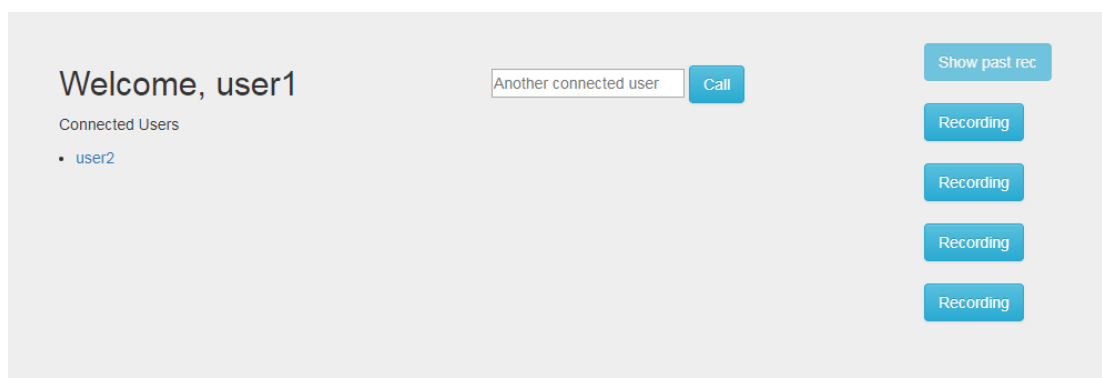 Welcome, user1
Connected Users
user2
Another connected user
Call
Show past rec
Recording
Recording
Recording
Recording